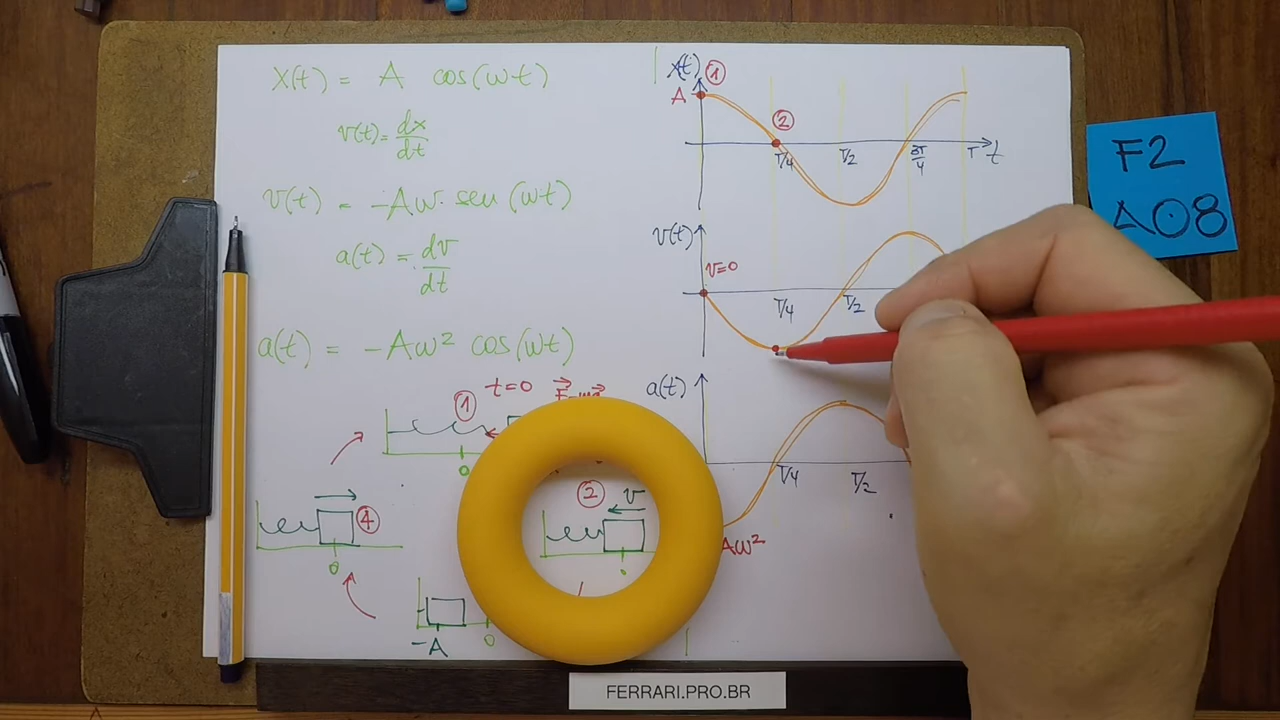 x(t) = A cos(ωt)
v(t) = dx/dt
v(t) = -Aω· sen(ωt)
a(t) = dv/dt
a(t) = -Aω² cos(ωt)
t=0
①
0
②
v
④
0
-A
0
x(t)
①
A
②
T/4
T/2
3T/4
T
t
v(t)
v=0
T/4
T/2
a(t)
T/4
T/2
Aω²
F2
A08
FERRARI.PRO.BR